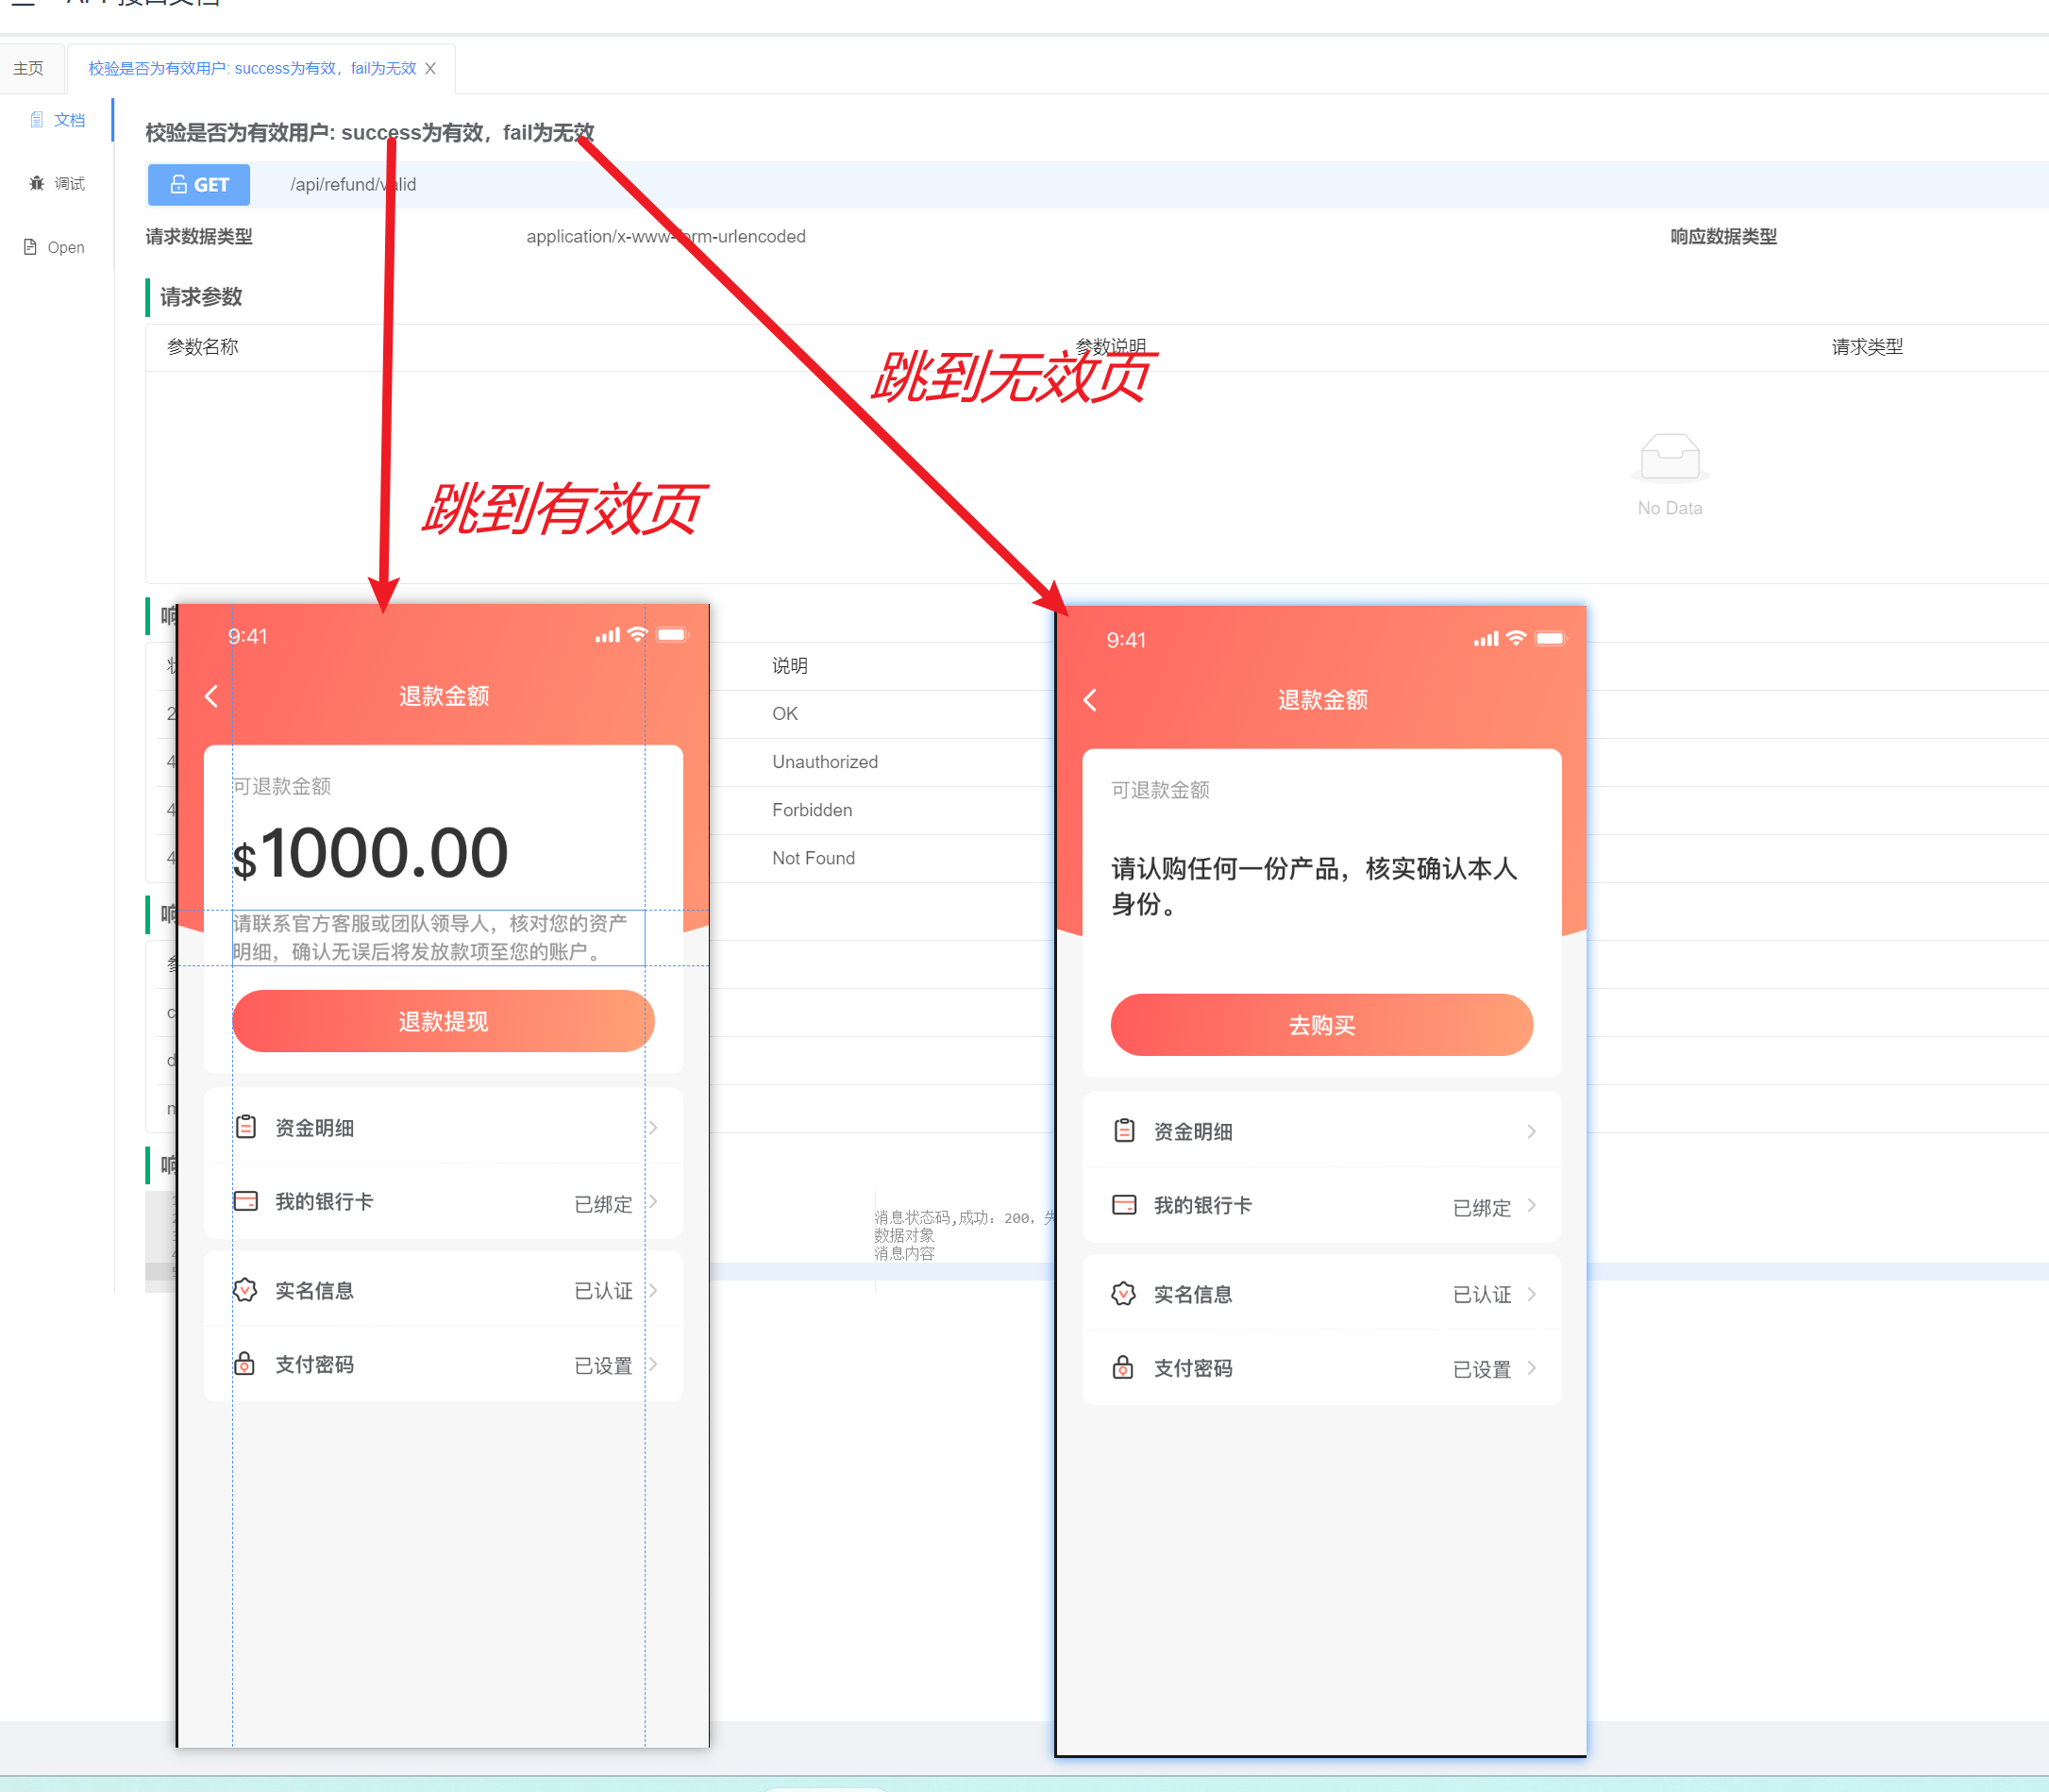 主页
校验是否为有效用户: success为有效，fail为无效 X
文档
调试
Open
校验是否为有效用户: success为有效，fail为无效
GET /api/refund/valid
请求数据类型 application/x-www-form-urlencoded 响应数据类型
请求参数
参数名称 参数说明 请求类型
跳到无效页
跳到有效页
No Data
响
说明
2 OK
4 Unauthorized
4 Forbidden
4 Not Found
响
c
d
响
消息状态码,成功：200，失
数据对象
消息内容
9:41
退款金额
可退款金额
$1000.00
请联系官方客服或团队领导人，核对您的资产
明细，确认无误后将发放款项至您的账户。
退款提现
资金明细
我的银行卡 已绑定
实名信息 已认证
支付密码 已设置
9:41
退款金额
可退款金额
请认购任何一份产品，核实确认本人
身份。
去购买
资金明细
我的银行卡 已绑定
实名信息 已认证
支付密码 已设置